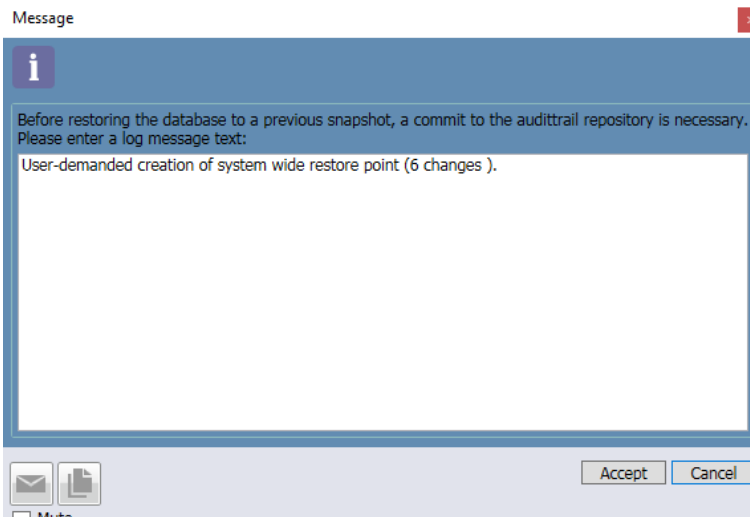 Message
i
Before restoring the database to a previous snapshot, a commit to the audittrail repository is necessary.
Please enter a log message text:
User-demanded creation of system wide restore point (6 changes ).
Accept
Cancel
Mute